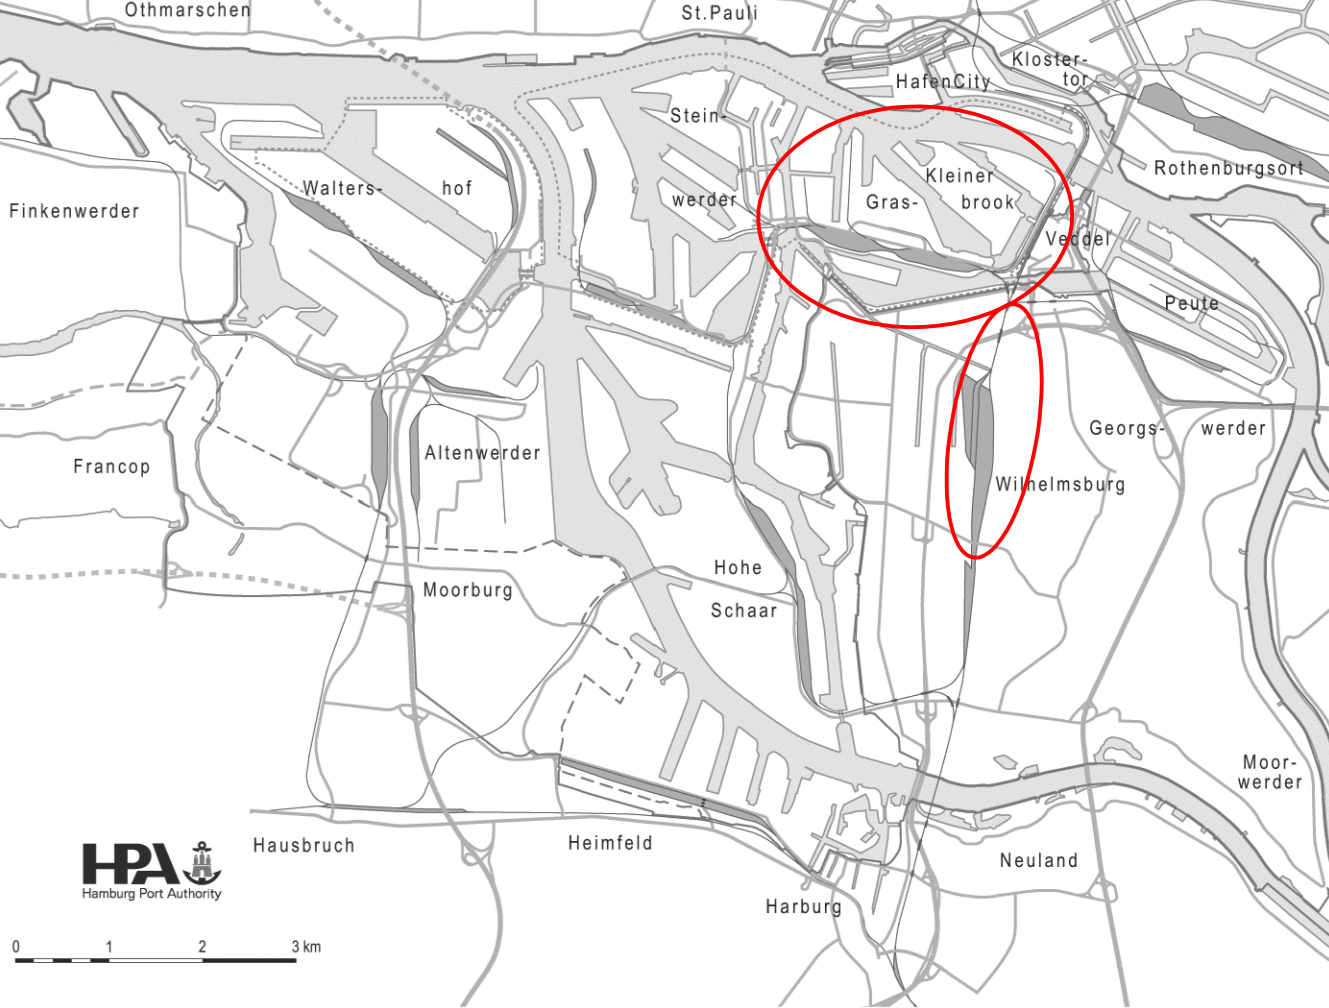 Othmarschen
St.Pauli
Kloster-
tor
HafenCity
Stein-
werder
Rothenburgsort
Kleiner
Gras-
brook
Walters-
hof
Finkenwerder
Veddel
Peute
Georgs-
werder
Altenwerder
Francop
Wilhelmsburg
Hohe
Schaar
Moorburg
Moor-
werder
Hausbruch
Heimfeld
Neuland
Harburg
HPA
Hamburg Port Authority
0 1 2 3 km